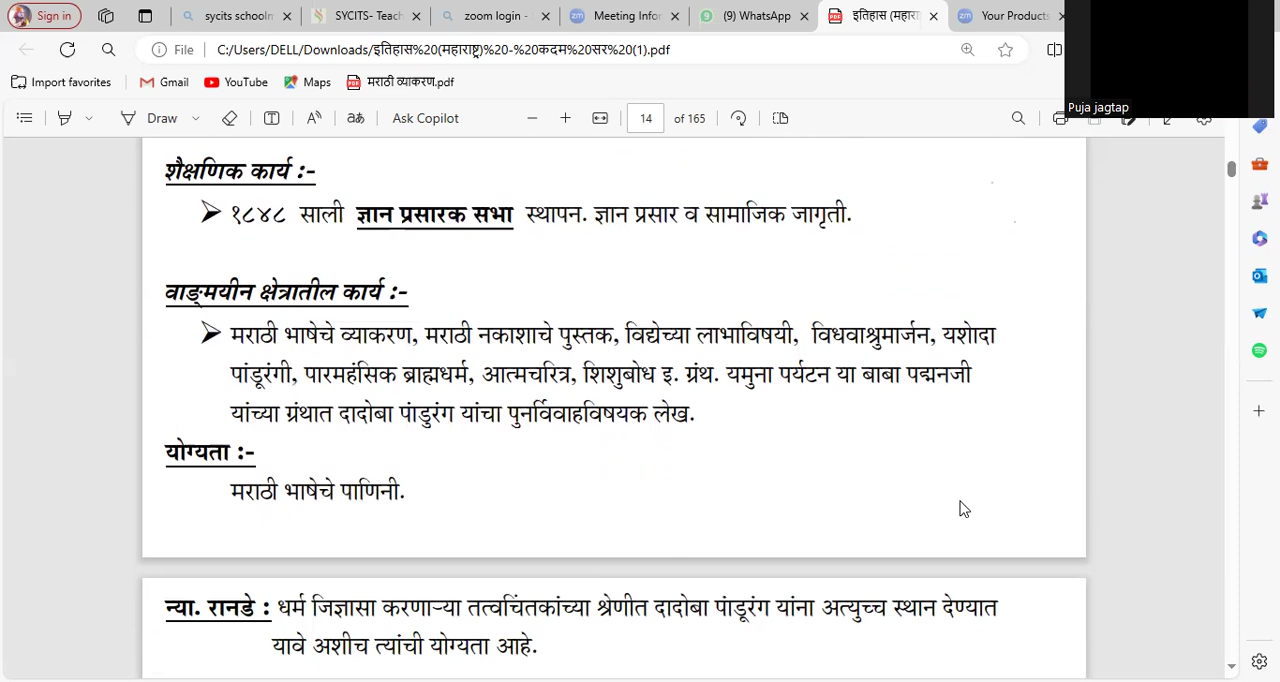 Sign in
sycits schooln
SYCITS- Teach
zoom login -
Meeting Infor
(9) WhatsApp
इतिहास (महारा
Your Products
File C:/Users/DELL/Downloads/इतिहास%20(महाराष्ट्र)%20-%20कदम%20सर%20(1).pdf
Import favorites Gmail YouTube Maps मराठी व्याकरण.pdf
Puja jagtap
Draw Ask Copilot 14 of 165
शैक्षणिक कार्य :-
➢ १८४८ साली ज्ञान प्रसारक सभा स्थापन. ज्ञान प्रसार व सामाजिक जागृती.
वाङ्मयीन क्षेत्रातील कार्य :-
➢ मराठी भाषेचे व्याकरण, मराठी नकाशाचे पुस्तक, विद्येच्या लाभाविषयी, विधवाश्रुमार्जन, यशोदा
पांडूरंगी, पारमहंसिक ब्राह्मधर्म, आत्मचरित्र, शिशुबोध इ. ग्रंथ. यमुना पर्यटन या बाबा पद्मनजी
यांच्या ग्रंथात दादोबा पांडुरंग यांचा पुनर्विवाहविषयक लेख.
योग्यता :-
मराठी भाषेचे पाणिनी.
न्या. रानडे : धर्म जिज्ञासा करणाऱ्या तत्वचिंतकांच्या श्रेणीत दादोबा पांडूरंग यांना अत्युच्च स्थान देण्यात
यावे अशीच त्यांची योग्यता आहे.